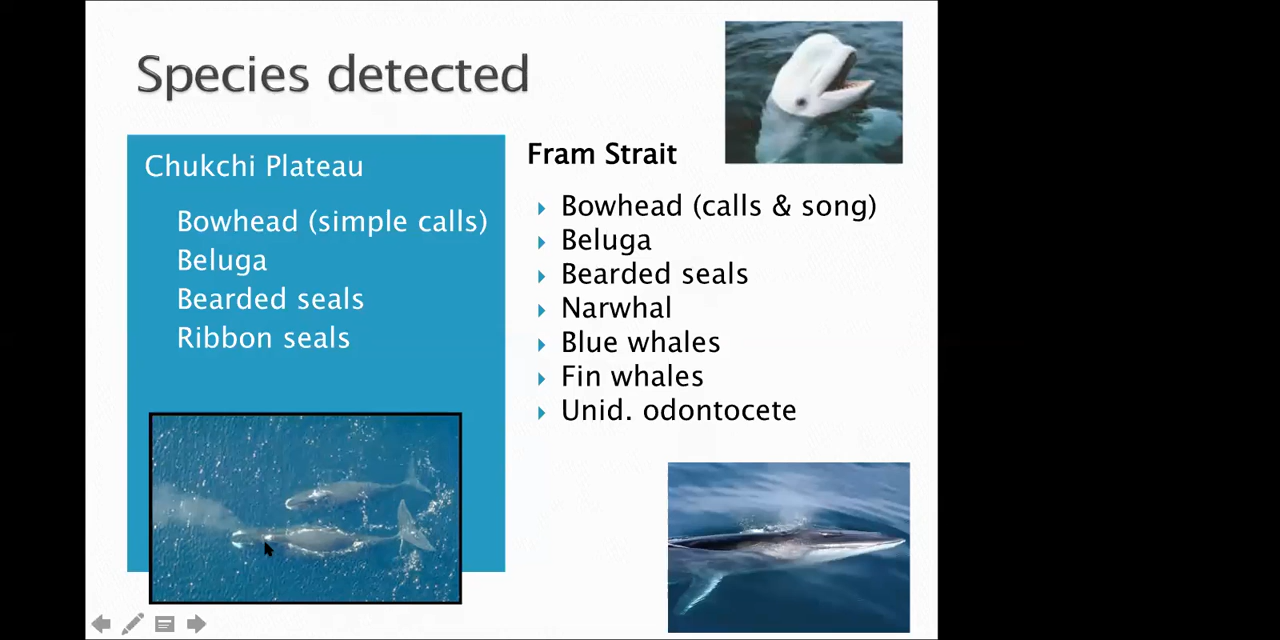 Species detected
Chukchi Plateau
Bowhead (simple calls)
Beluga
Bearded seals
Ribbon seals
Fram Strait
Bowhead (calls & song)
Beluga
Bearded seals
Narwhal
Blue whales
Fin whales
Unid. odontocete